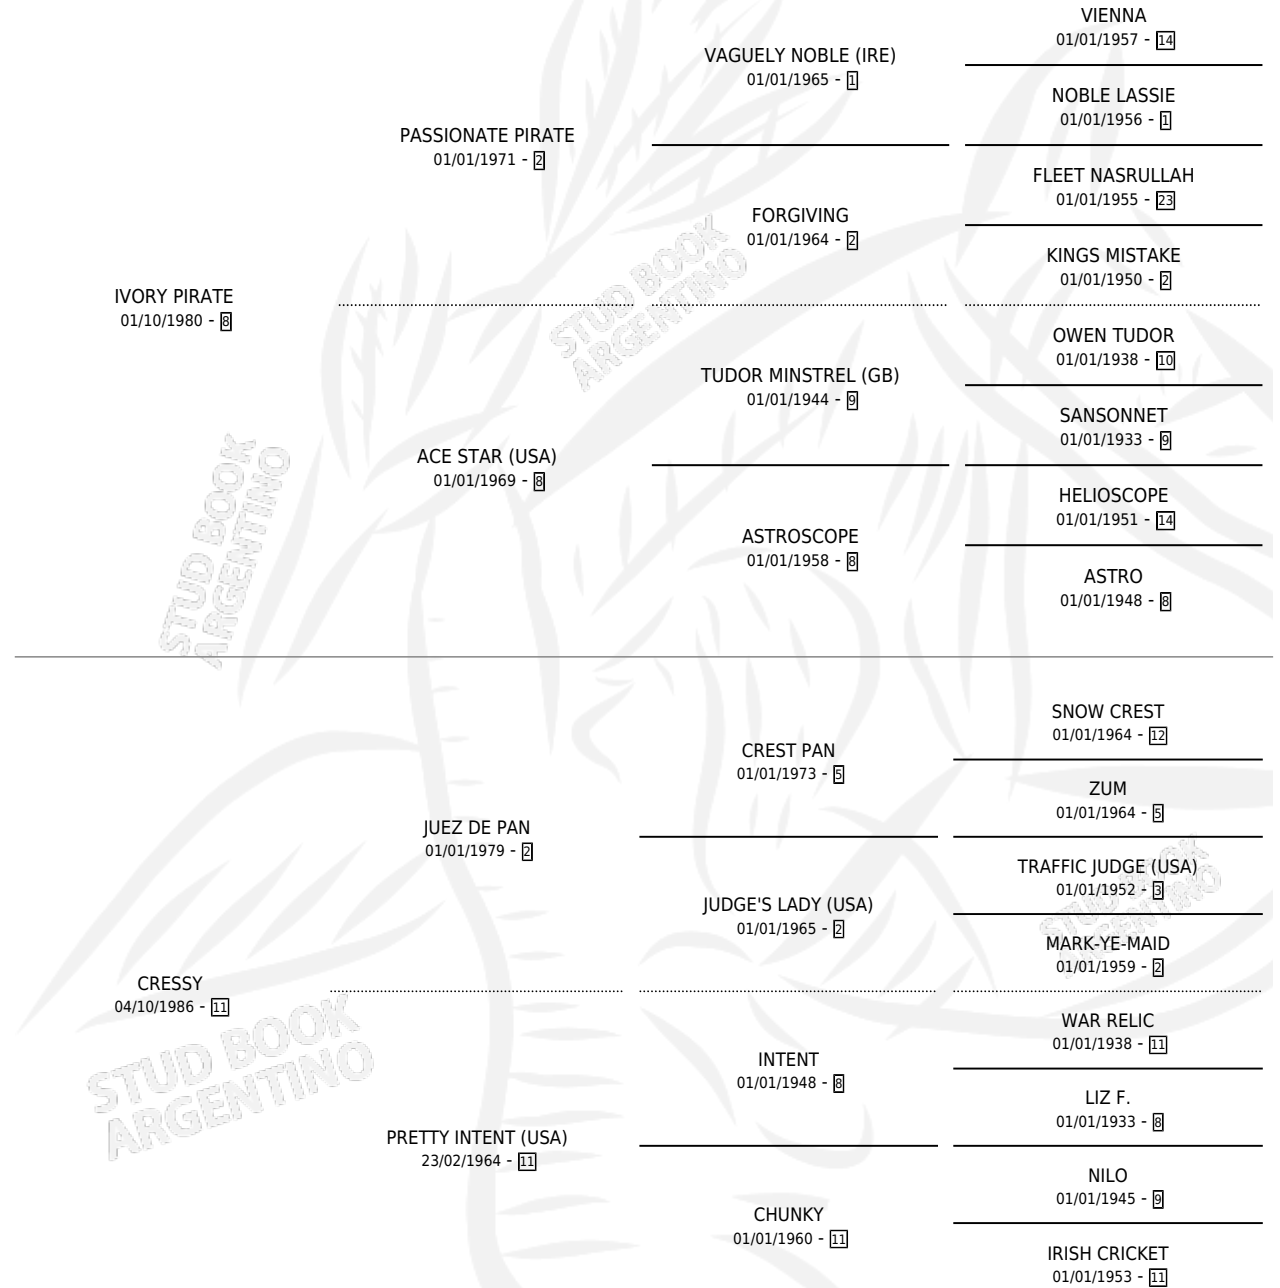 VIENNA
01/01/1957 - 14
VAGUELY NOBLE (IRE)
01/01/1965 - 1
NOBLE LASSIE
01/01/1956 - 1
PASSIONATE PIRATE
01/01/1971 - 2
FLEET NASRULLAH
01/01/1955 - 23
FORGIVING
01/01/1964 - 2
KINGS MISTAKE
01/01/1950 - 2
IVORY PIRATE
01/10/1980 - 8
OWEN TUDOR
01/01/1938 - 10
TUDOR MINSTREL (GB)
01/01/1944 - 9
SANSONNET
01/01/1933 - 9
ACE STAR (USA)
01/01/1969 - 8
HELIOSCOPE
01/01/1951 - 14
ASTROSCOPE
01/01/1958 - 8
ASTRO
01/01/1948 - 8
STUD BOOK
ARGENTINO
STUD BOOK
ARGENTINO
SNOW CREST
01/01/1964 - 12
CREST PAN
01/01/1973 - 5
ZUM
01/01/1964 - 5
JUEZ DE PAN
01/01/1979 - 2
TRAFFIC JUDGE (USA)
01/01/1952 - 3
JUDGE'S LADY (USA)
01/01/1965 - 2
MARK-YE-MAID
01/01/1959 - 2
CRESSY
04/10/1986 - 11
WAR RELIC
01/01/1938 - 11
INTENT
01/01/1948 - 8
LIZ F.
01/01/1933 - 8
PRETTY INTENT (USA)
23/02/1964 - 11
NILO
01/01/1945 - 9
CHUNKY
01/01/1960 - 11
IRISH CRICKET
01/01/1953 - 11
STUD BOOK
ARGENTINO
STUD BOOK
ARGENTINO